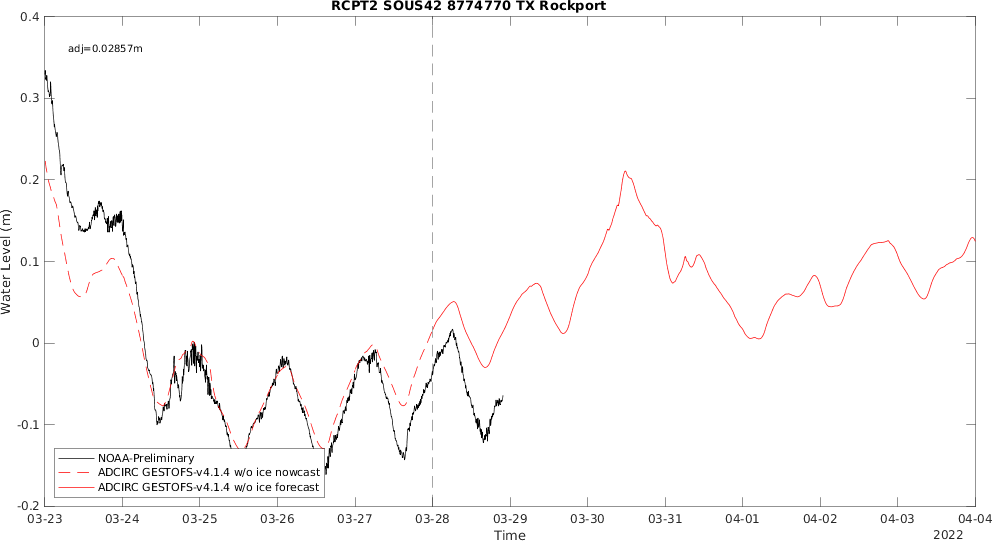 RCPT2 SOUS42 8774770 TX Rockport
adj=0.02857m
Water Level (m)
0.4
0.3
0.2
0.1
0
-0.1
-0.2
NOAA-Preliminary
ADCIRC GESTOFS-v4.1.4 w/o ice nowcast
ADCIRC GESTOFS-v4.1.4 w/o ice forecast
03-23 03-24 03-25 03-26 03-27 03-28 03-29 03-30 03-31 04-01 04-02 04-03 04-04
Time
2022